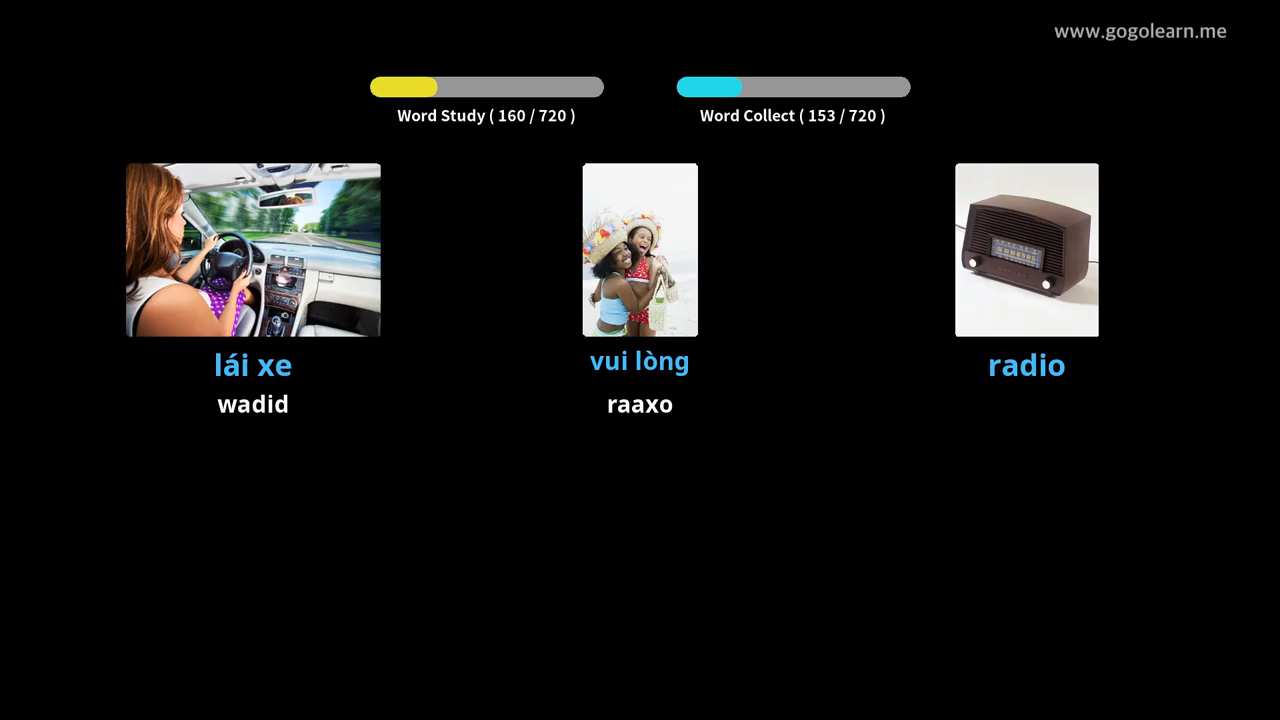 www.gogolearn.me
Word Study ( 160 / 720 )
Word Collect ( 153 / 720 )
lái xe
wadid
vui lòng
raaxo
radio